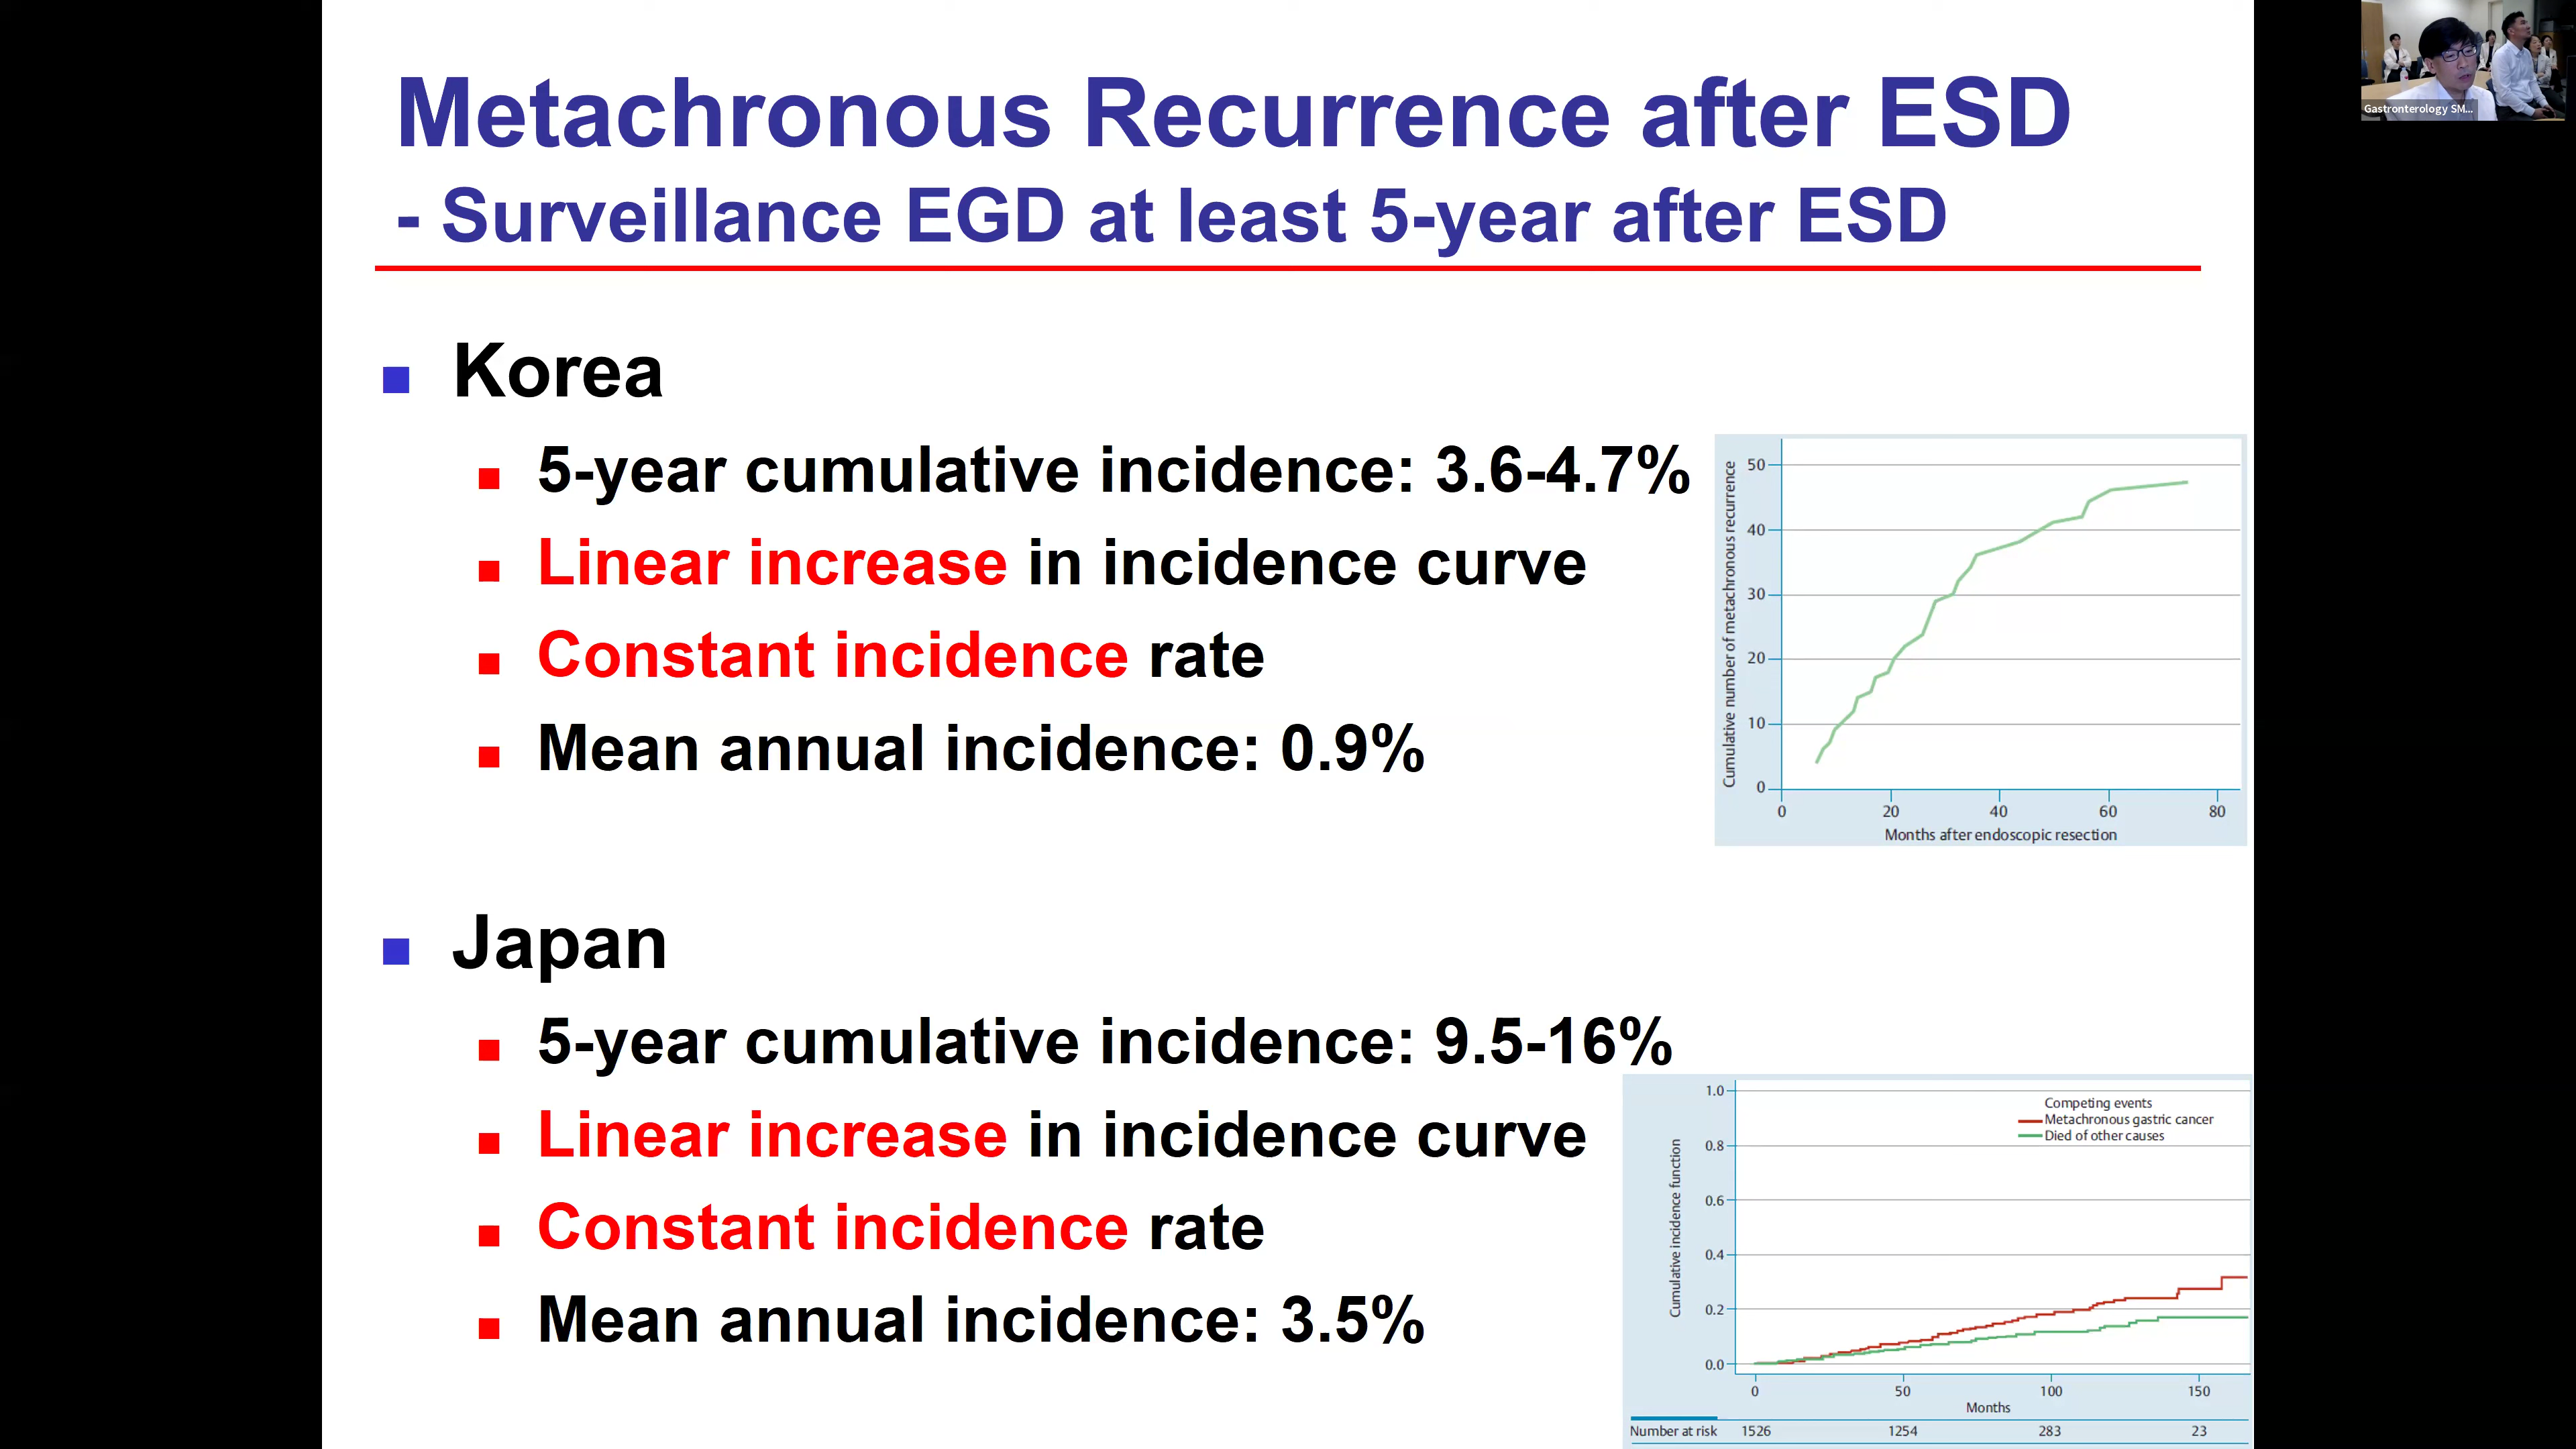 Metachronous Recurrence after ESD
- Surveillance EGD at least 5-year after ESD
Gastronterology SM...
Korea
5-year cumulative incidence: 3.6-4.7%
Linear increase in incidence curve
Constant incidence rate
Mean annual incidence: 0.9%
Cumulative number of metachronous recurrence
50
40
30
20
10
0
0 20 40 60 80
Months after endoscopic resection
Japan
5-year cumulative incidence: 9.5-16%
Linear increase in incidence curve
Constant incidence rate
Mean annual incidence: 3.5%
Cumulative incidence function
1.0
0.8
0.6
0.4
0.2
0.0
Competing events
Metachronous gastric cancer
Died of other causes
0 50 100 150
Months
Number at risk 1526 1254 283 23